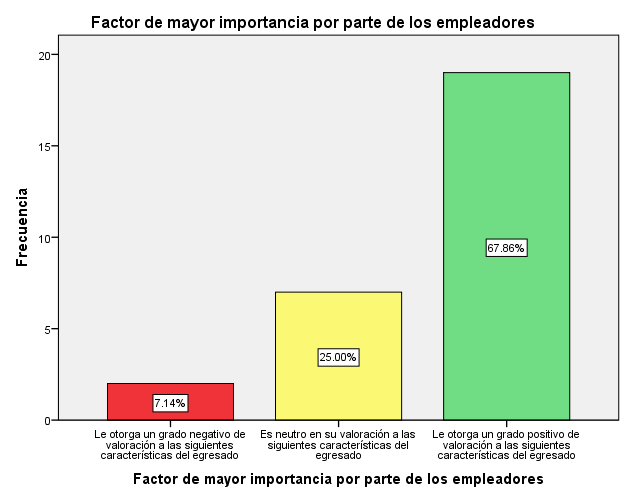 Factor de mayor importancia por parte de los empleadores
Frecuencia
20
15
10
5
0
7.14%
25.00%
67.86%
Le otorga un grado negativo de
valoración a las siguientes
características del egresado
Es neutro en su valoración a las
siguientes características del
egresado
Le otorga un grado positivo de
valoración a las siguientes
características del egresado
Factor de mayor importancia por parte de los empleadores